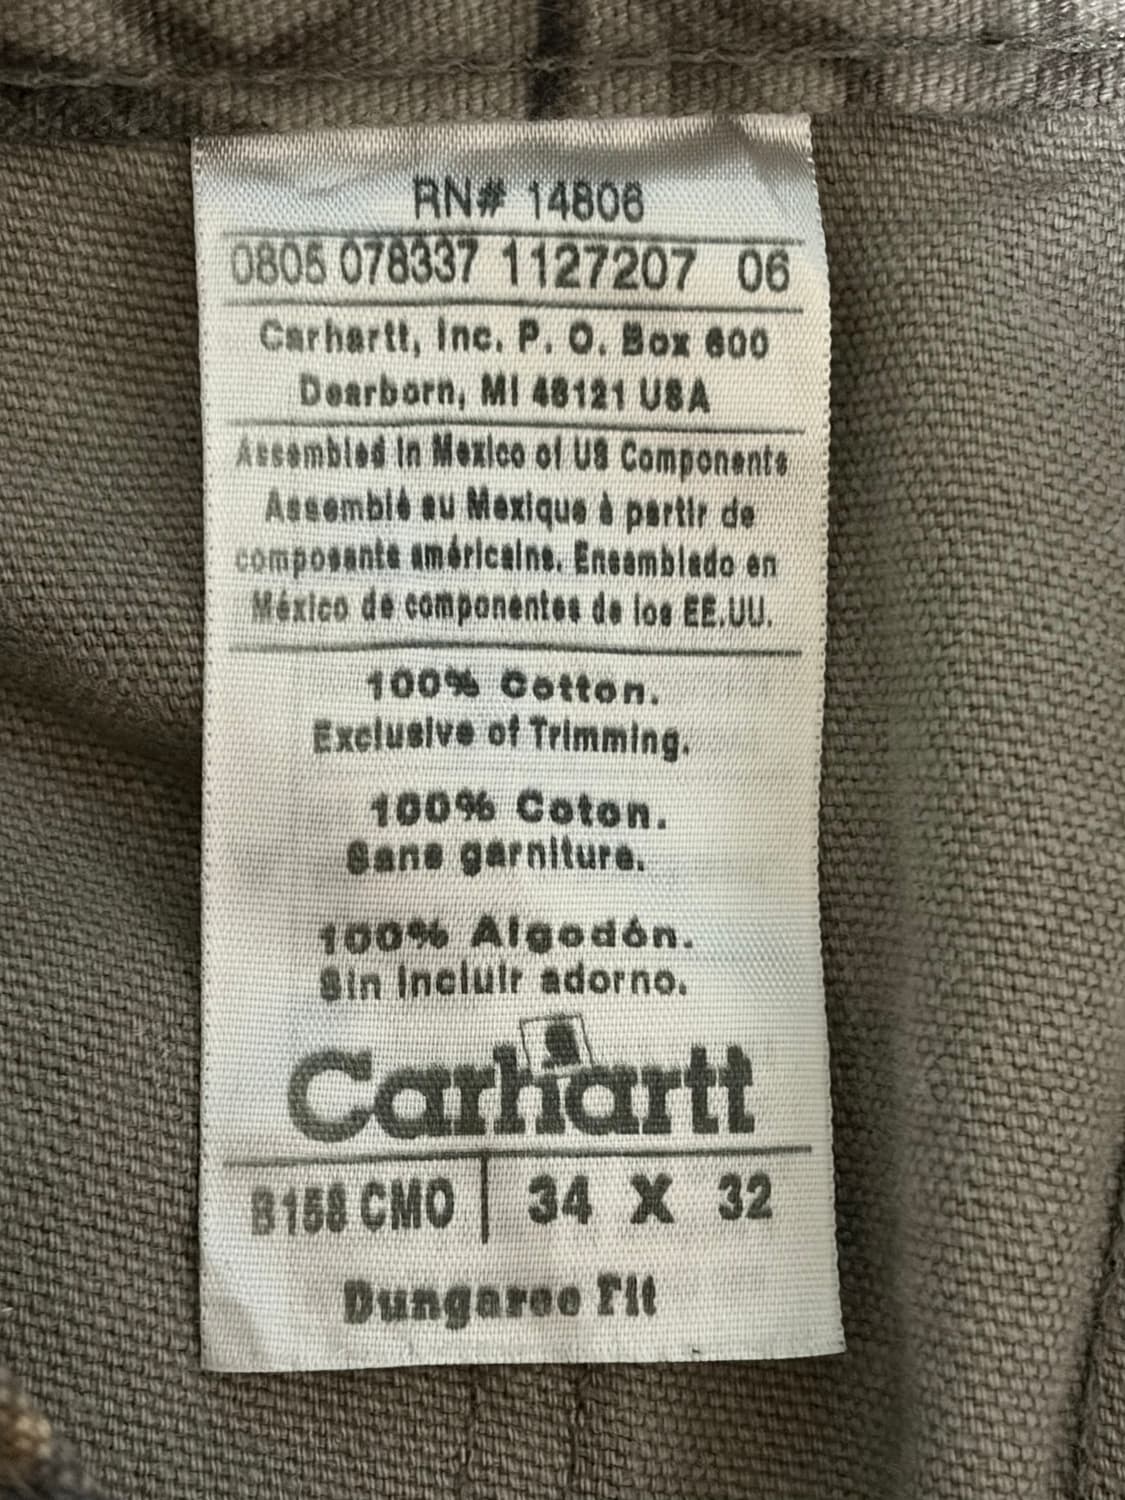 RN# 14806
0805 078337 1127207 06
Carhartt, Inc. P. O. Box 600
Dearborn, MI 48121 USA
Assembled in Mexico of US Components
Assemblé au Mexique à partir de
composants américains. Ensamblado en
México de componentes de los EE.UU.
100% Cotton.
Exclusive of Trimming.
100% Coton.
Sans garniture.
100% Algodón.
Sin incluir adorno.
Carhartt
B158 CMO 34 X 32
Dungaree Fit